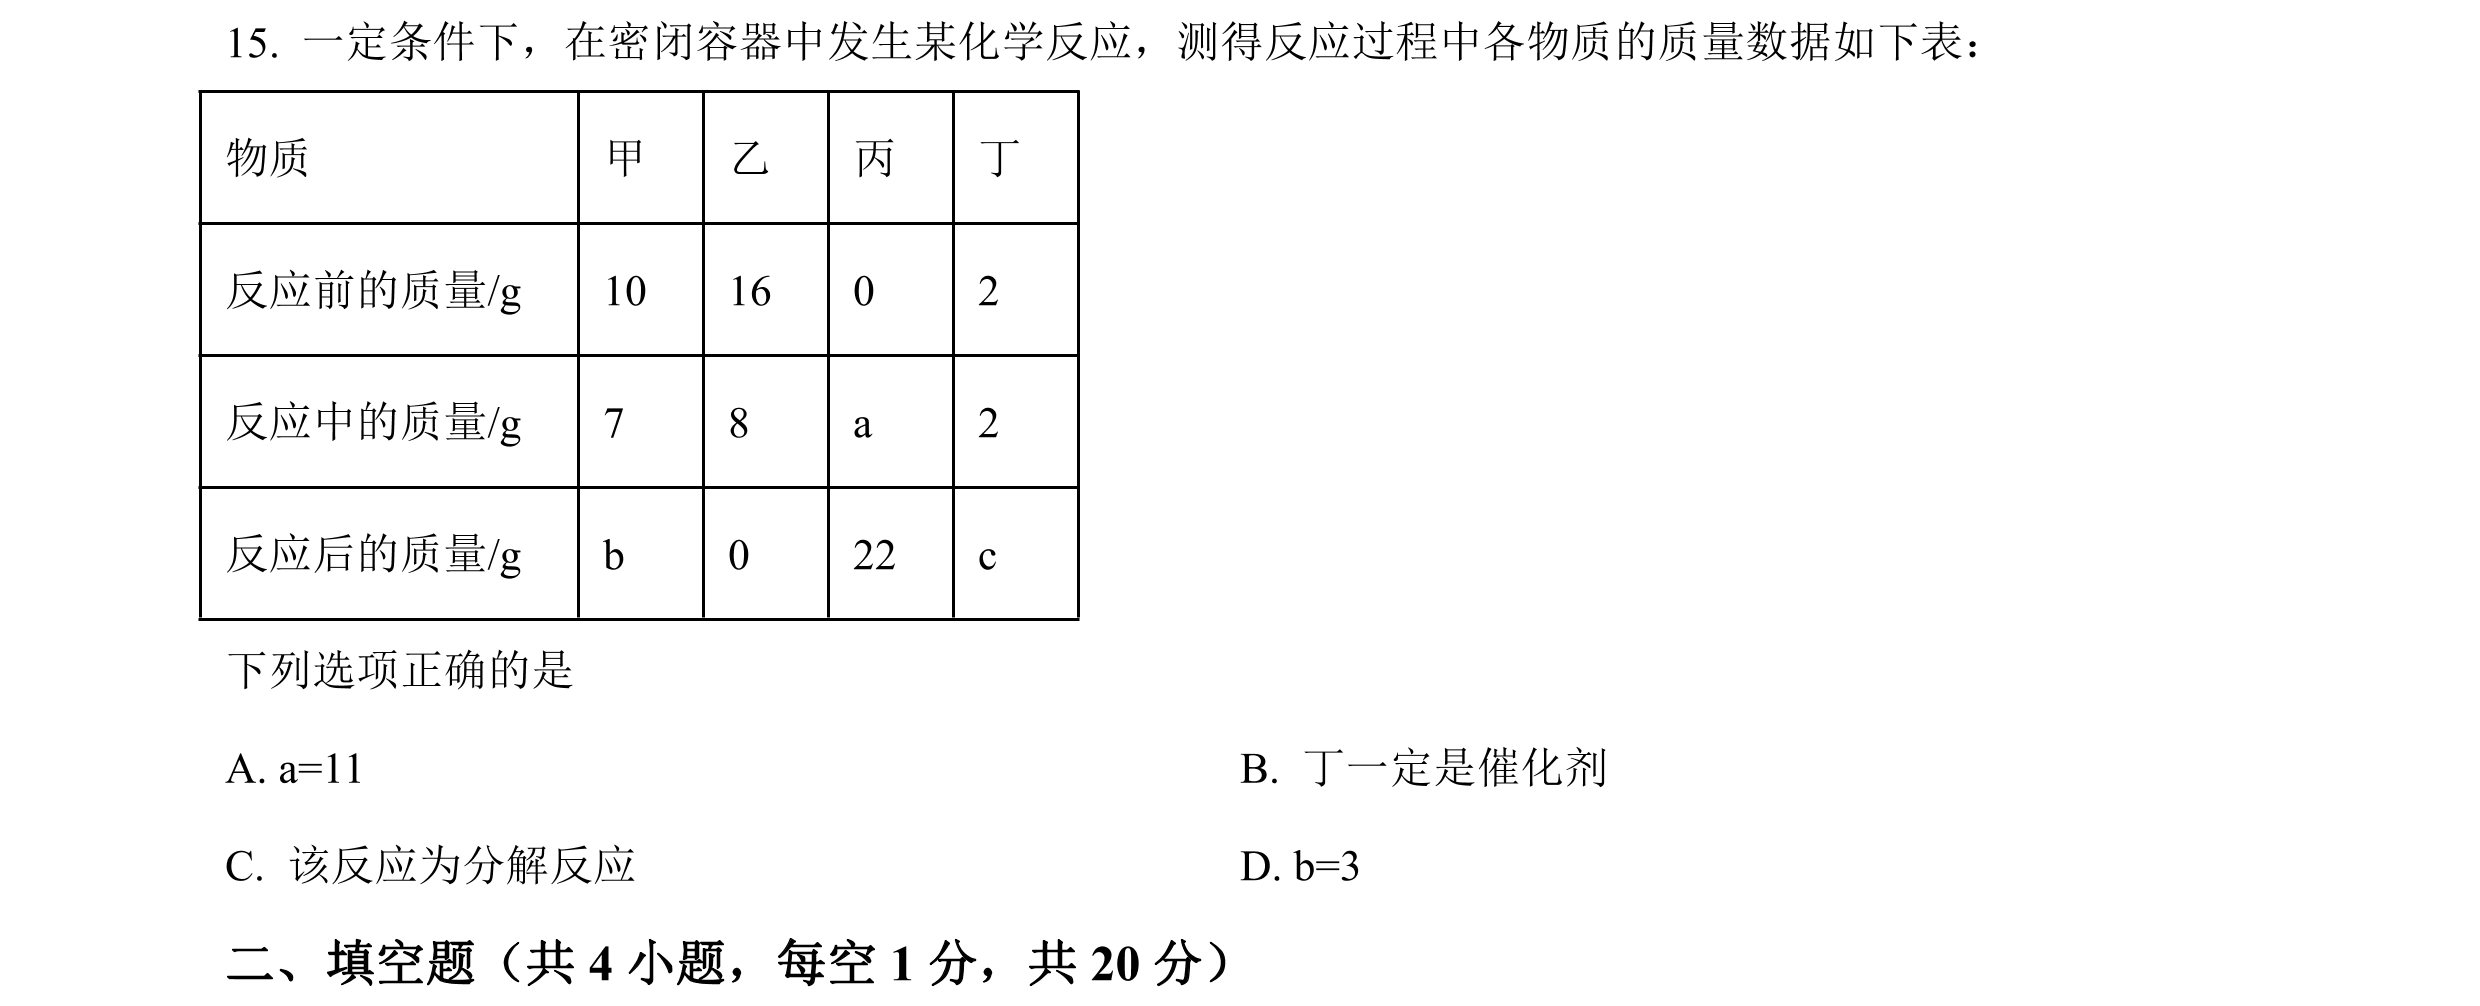 15. 一定条件下，在密闭容器中发生某化学反应，测得反应过程中各物质的质量数据如下表：
物质 甲 乙 丙 丁
反应前的质量/g 10 16 0 2
反应中的质量/g 7 8 a 2
反应后的质量/g b 0 22 c
下列选项正确的是
A. a=11 B. 丁一定是催化剂
C. 该反应为分解反应 D. b=3
二、填空题（共 4 小题，每空 1 分，共 20 分）